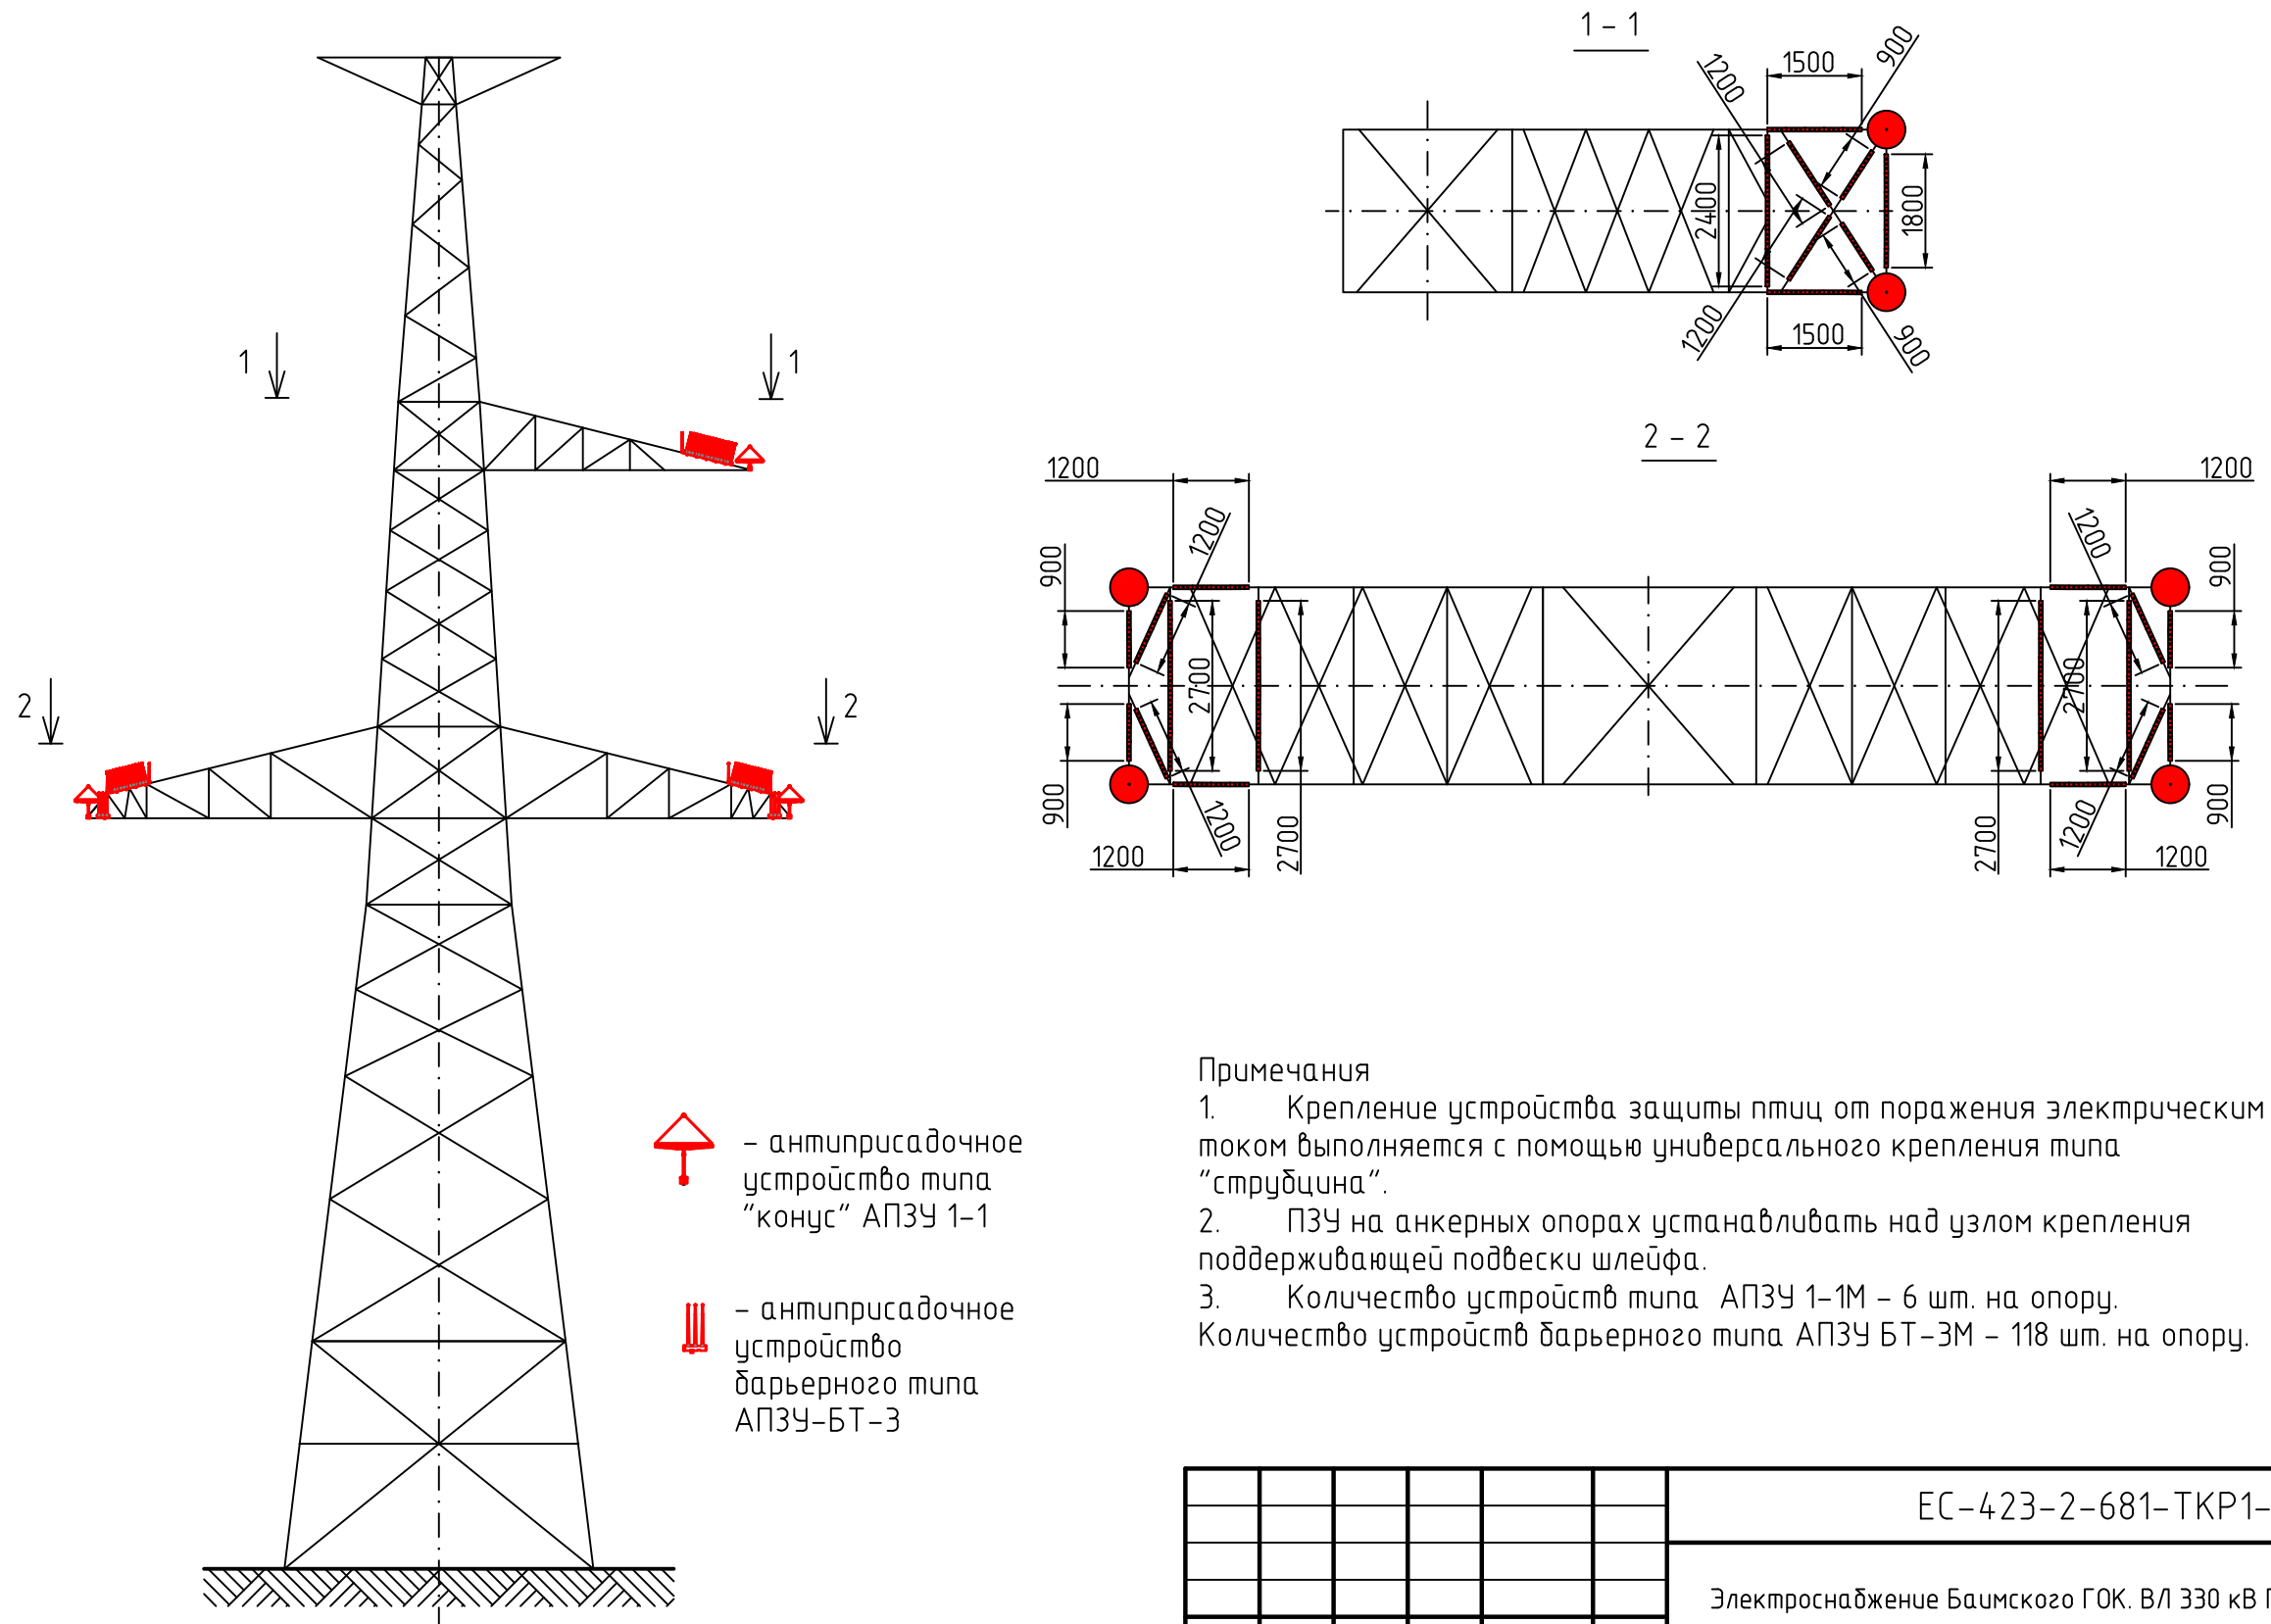 1 – 1
1200
1500
900
2400
1800
1200
1500
900
1
1
2 – 2
1200
1200
1200
1200
900
900
2700
2700
2
2
900
1200
2700
2700
1200
900
1200
1200
Примечания
1. Крепление устройства защиты птиц от поражения электрическим
током выполняется с помощью универсального крепления типа
"струбцина".
2. ПЗУ на анкерных опорах устанавливать над узлом крепления
поддерживающей подвески шлейфа.
3. Количество устройств типа АПЗУ 1-1М - 6 шт. на опору.
Количество устройств барьерного типа АПЗУ БТ-3М - 118 шт. на опору.
- антиприсадочное
устройство типа
"конус" АПЗУ 1-1
- антиприсадочное
устройство
барьерного типа
АПЗУ-БТ-3
ЕС-423-2-681-ТКР1-
Электроснабжение Баимского ГОК. ВЛ 330 кВ